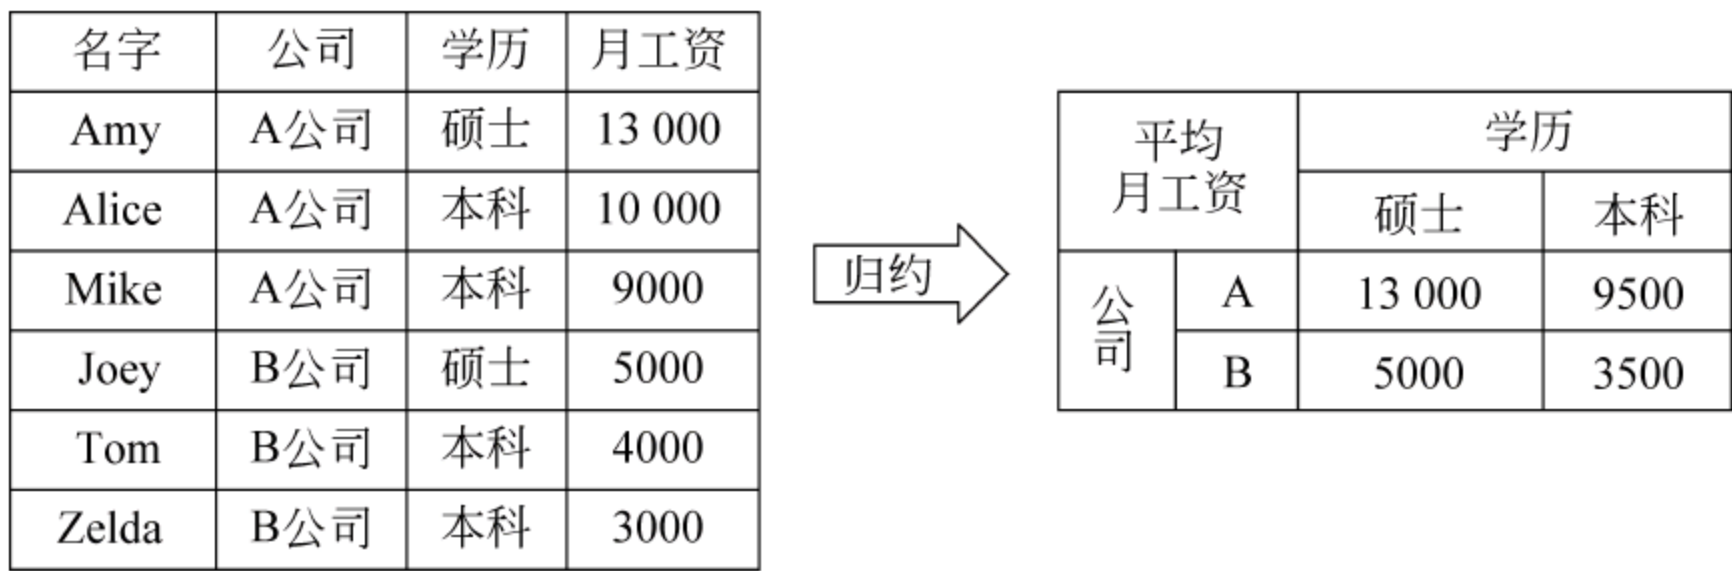 名字 公司 学历 月工资
Amy A公司 硕士 13 000
Alice A公司 本科 10 000
Mike A公司 本科 9000
Joey B公司 硕士 5000
Tom B公司 本科 4000
Zelda B公司 本科 3000
归约
平均
月工资
学历
硕士 本科
公司
A 13 000 9500
B 5000 3500